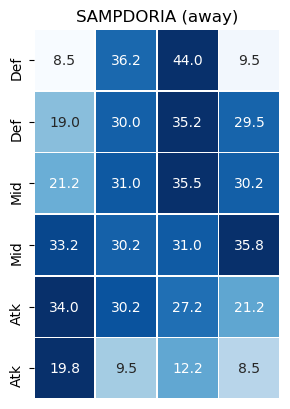 SAMPDORIA (away)
Def 8.5 36.2 44.0 9.5
Def 19.0 30.0 35.2 29.5
Mid 21.2 31.0 35.5 30.2
Mid 33.2 30.2 31.0 35.8
Atk 34.0 30.2 27.2 21.2
Atk 19.8 9.5 12.2 8.5